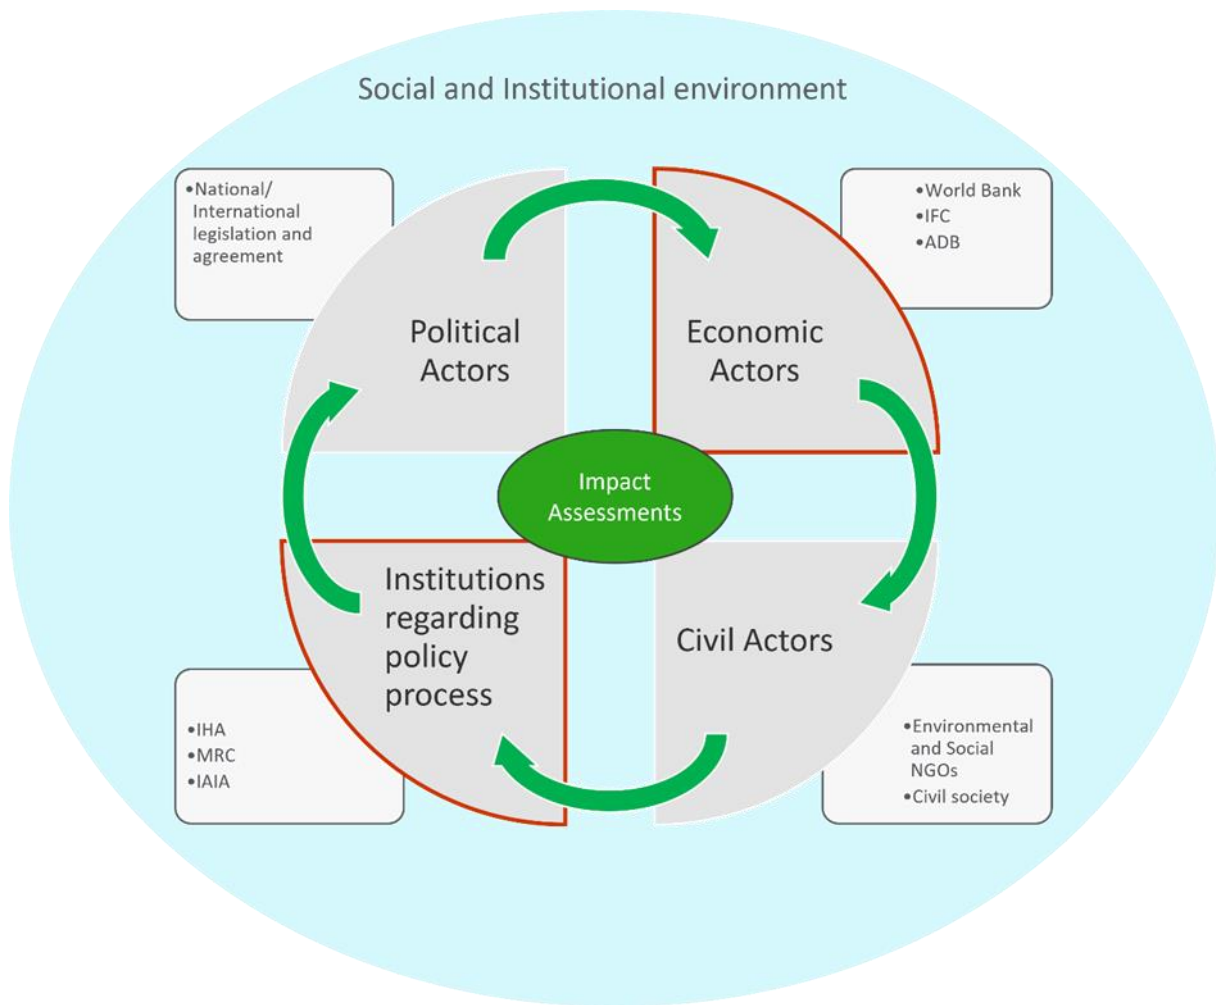 Social and Institutional environment
•National/
International
legislation and
agreement
•World Bank
•IFC
•ADB
Political
Actors
Economic
Actors
Impact
Assessments
Institutions
regarding
policy
process
Civil Actors
•IHA
•MRC
•IAIA
•Environmental
and Social
NGOs
•Civil society